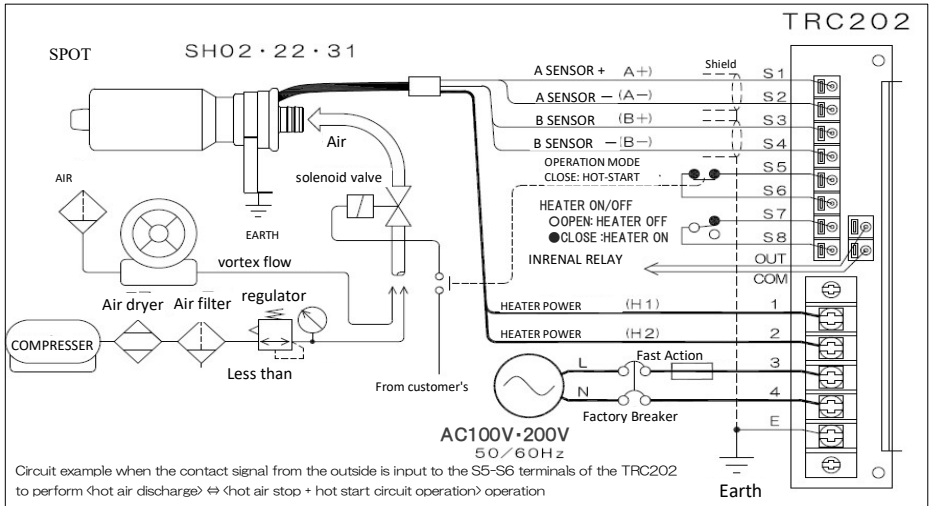 TRC202
SPOT
SH02・22・31
A SENSOR + (A+)
Shield
S1
A SENSOR − (A−)
S2
B SENSOR (B+)
S3
B SENSOR −(B−)
S4
Air
OPERATION MODE
CLOSE: HOT-START
S5
S6
solenoid valve
AIR
HEATER ON/OFF
○OPEN: HEATER OFF
●CLOSE :HEATER ON
S7
S8
EARTH
INRENAL RELAY
OUT
COM
vortex flow
Air dryer
Air filter
regulator
HEATER POWER (H1)
1
HEATER POWER (H2)
2
COMPRESSER
Less than
From customer's
L
Fast Action
3
N
4
Factory Breaker
E
AC100V・200V
50/60Hz
Earth
Circuit example when the contact signal from the outside is input to the S5-S6 terminals of the TRC202
to perform <hot air discharge> ⇔ <hot air stop + hot start circuit operation> operation